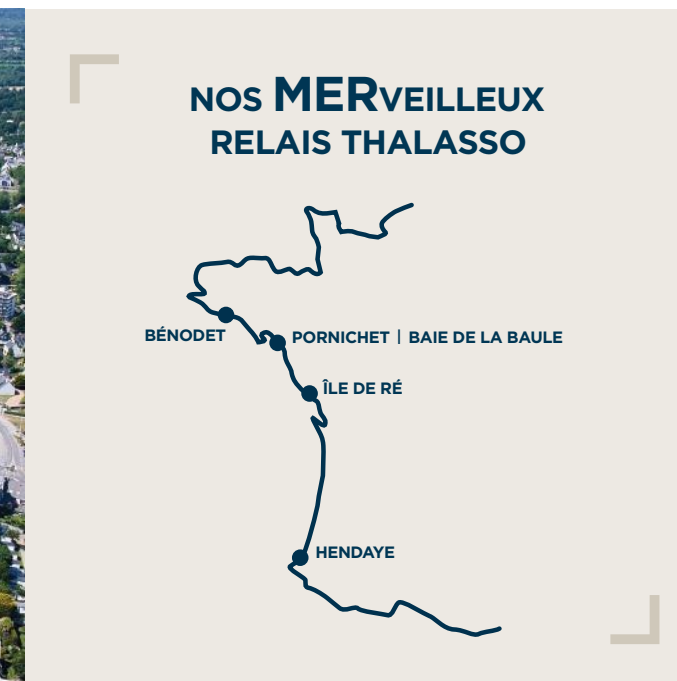 NOS MERVEILLEUX
RELAIS THALASSO
BÉNODET
PORNICHET | BAIE DE LA BAULE
ÎLE DE RÉ
HENDAYE